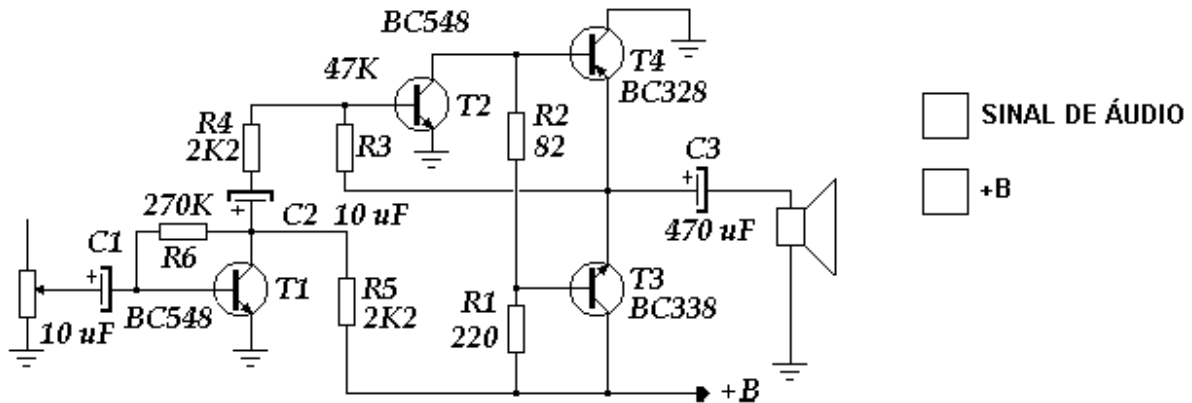 BC548
47K
T2
T4
BC328
R4
2K2
R3
R2
82
C3
+
470 uF
270K
+
C2
10 uF
R6
C1
+
T1
BC548
10 uF
R5
2K2
R1
220
T3
BC338
+B
SINAL DE ÁUDIO
+B